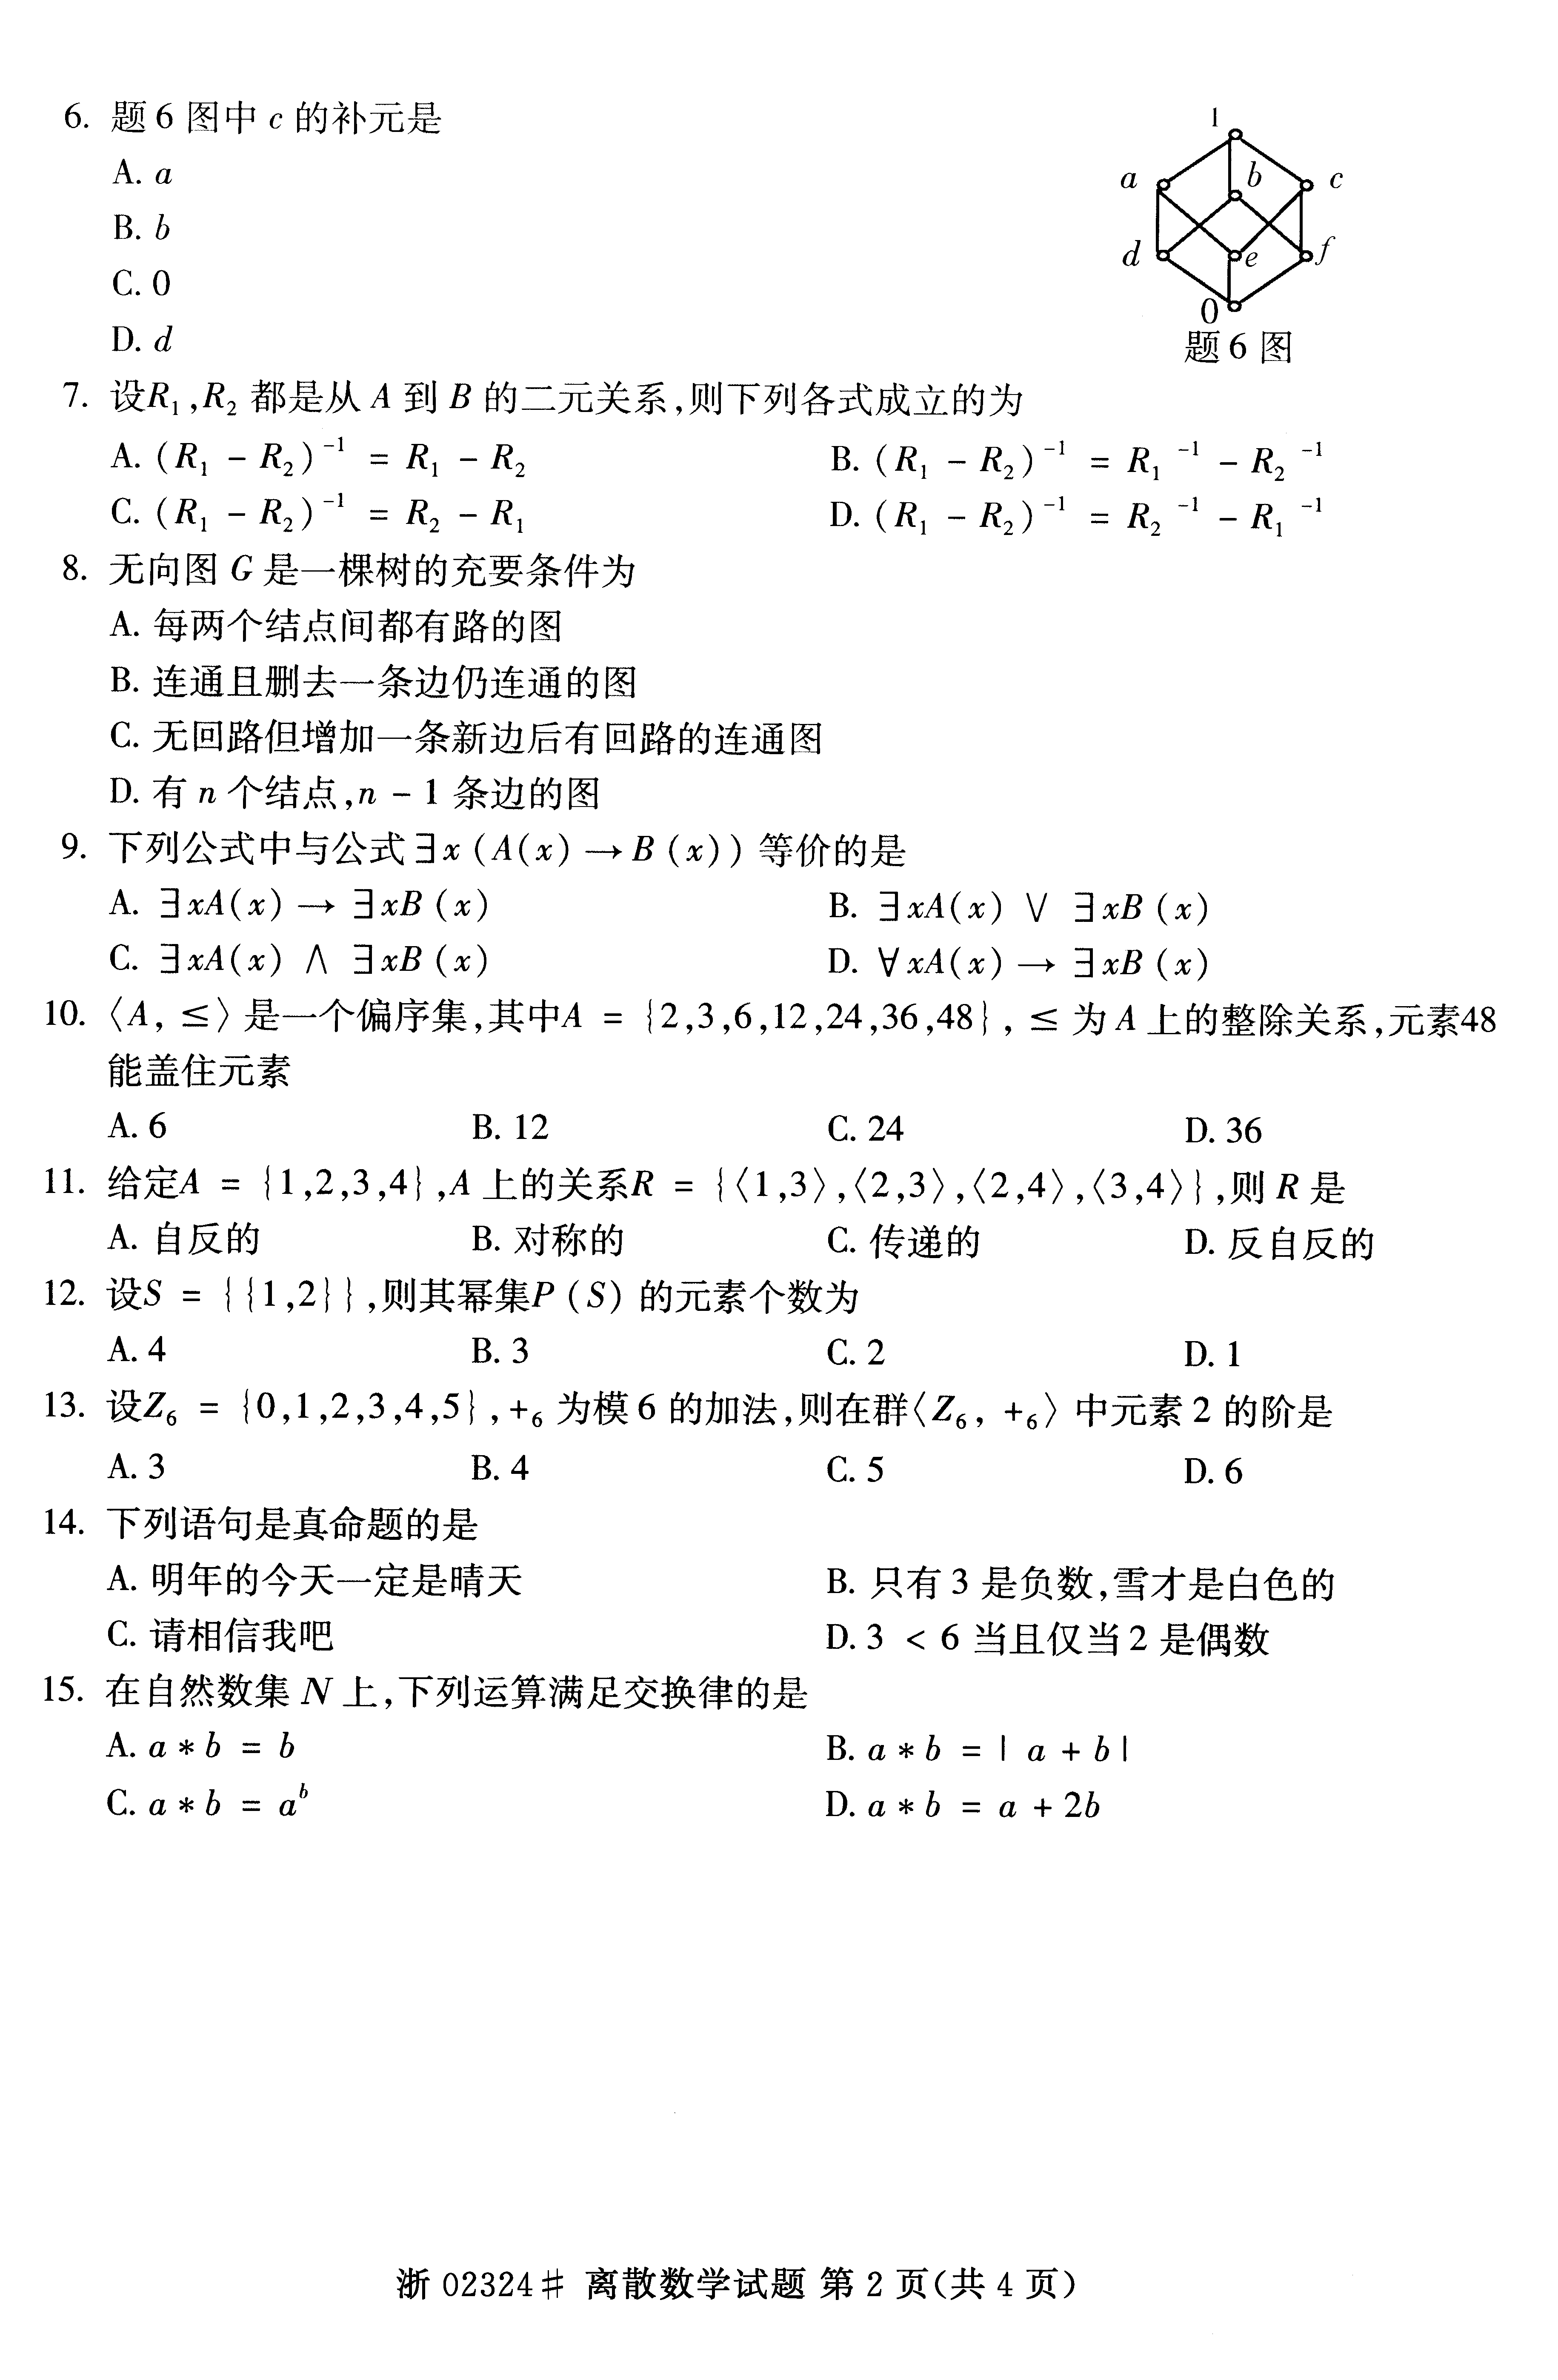 6. 题6图中c的补元是
A. a
B. b
C. 0
D. d
1
a
b
c
d
e
f
0
题6图
7. 设R₁,R₂都是从A到B的二元关系,则下列各式成立的为
A. (R₁ - R₂)⁻¹ = R₁ - R₂ B. (R₁ - R₂)⁻¹ = R₁⁻¹ - R₂⁻¹
C. (R₁ - R₂)⁻¹ = R₂ - R₁ D. (R₁ - R₂)⁻¹ = R₂⁻¹ - R₁⁻¹
8. 无向图G是一棵树的充要条件为
A. 每两个结点间都有路的图
B. 连通且删去一条边仍连通的图
C. 无回路但增加一条新边后有回路的连通图
D. 有n个结点,n - 1条边的图
9. 下列公式中与公式∃x(A(x)→B(x))等价的是
A. ∃xA(x) → ∃xB(x) B. ∃xA(x) ∨ ∃xB(x)
C. ∃xA(x) ∧ ∃xB(x) D. ∀xA(x) → ∃xB(x)
10. 〈A, ≤〉是一个偏序集,其中A = {2,3,6,12,24,36,48}, ≤为A上的整除关系,元素48
能盖住元素
A. 6 B. 12 C. 24 D. 36
11. 给定A = {1,2,3,4},A上的关系R = {〈1,3〉,〈2,3〉,〈2,4〉,〈3,4〉},则R是
A. 自反的 B. 对称的 C. 传递的 D. 反自反的
12. 设S = {{1,2}},则其幂集P(S)的元素个数为
A. 4 B. 3 C. 2 D. 1
13. 设Z₆ = {0,1,2,3,4,5},+₆为模6的加法,则在群〈Z₆, +₆〉中元素2的阶是
A. 3 B. 4 C. 5 D. 6
14. 下列语句是真命题的是
A. 明年的今天一定是晴天 B. 只有3是负数,雪才是白色的
C. 请相信我吧 D. 3 < 6当且仅当2是偶数
15. 在自然数集N上,下列运算满足交换律的是
A. a * b = b B. a * b = | a + b |
C. a * b = aᵇ D. a * b = a + 2b
浙 02324# 离散数学试题 第 2 页(共 4 页)